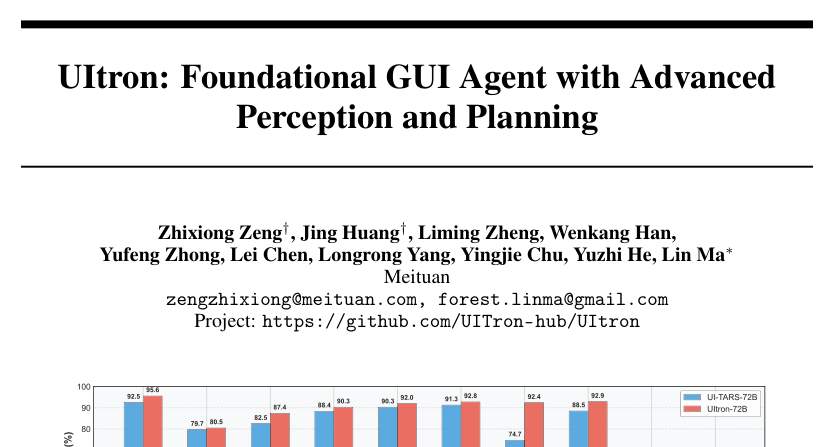 UItron: Foundational GUI Agent with Advanced
Perception and Planning
Zhixiong Zeng†, Jing Huang†, Liming Zheng, Wenkang Han,
Yufeng Zhong, Lei Chen, Longrong Yang, Yingjie Chu, Yuzhi He, Lin Ma*
Meituan
zengzhixiong@meituan.com, forest.linma@gmail.com
Project: https://github.com/UITron-hub/UItron
100
90
80
(%)
92.5 95.6
79.7 80.5
82.5 87.4
88.4 90.3
90.3 92.0
91.3 92.8
74.7 92.4
88.5 92.9
UI-TARS-72B
UItron-72B